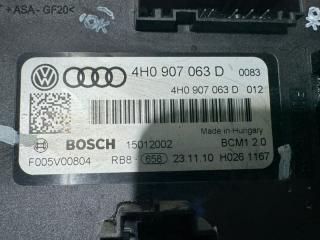 + ASA - GF20<
4H0 907 063 D 0083
4H0 907 063 D 012
Made in Hungary
BOSCH 15012002 BCM1 2.0
F005V00804 RB8- 658 23.11.10 H026 1167